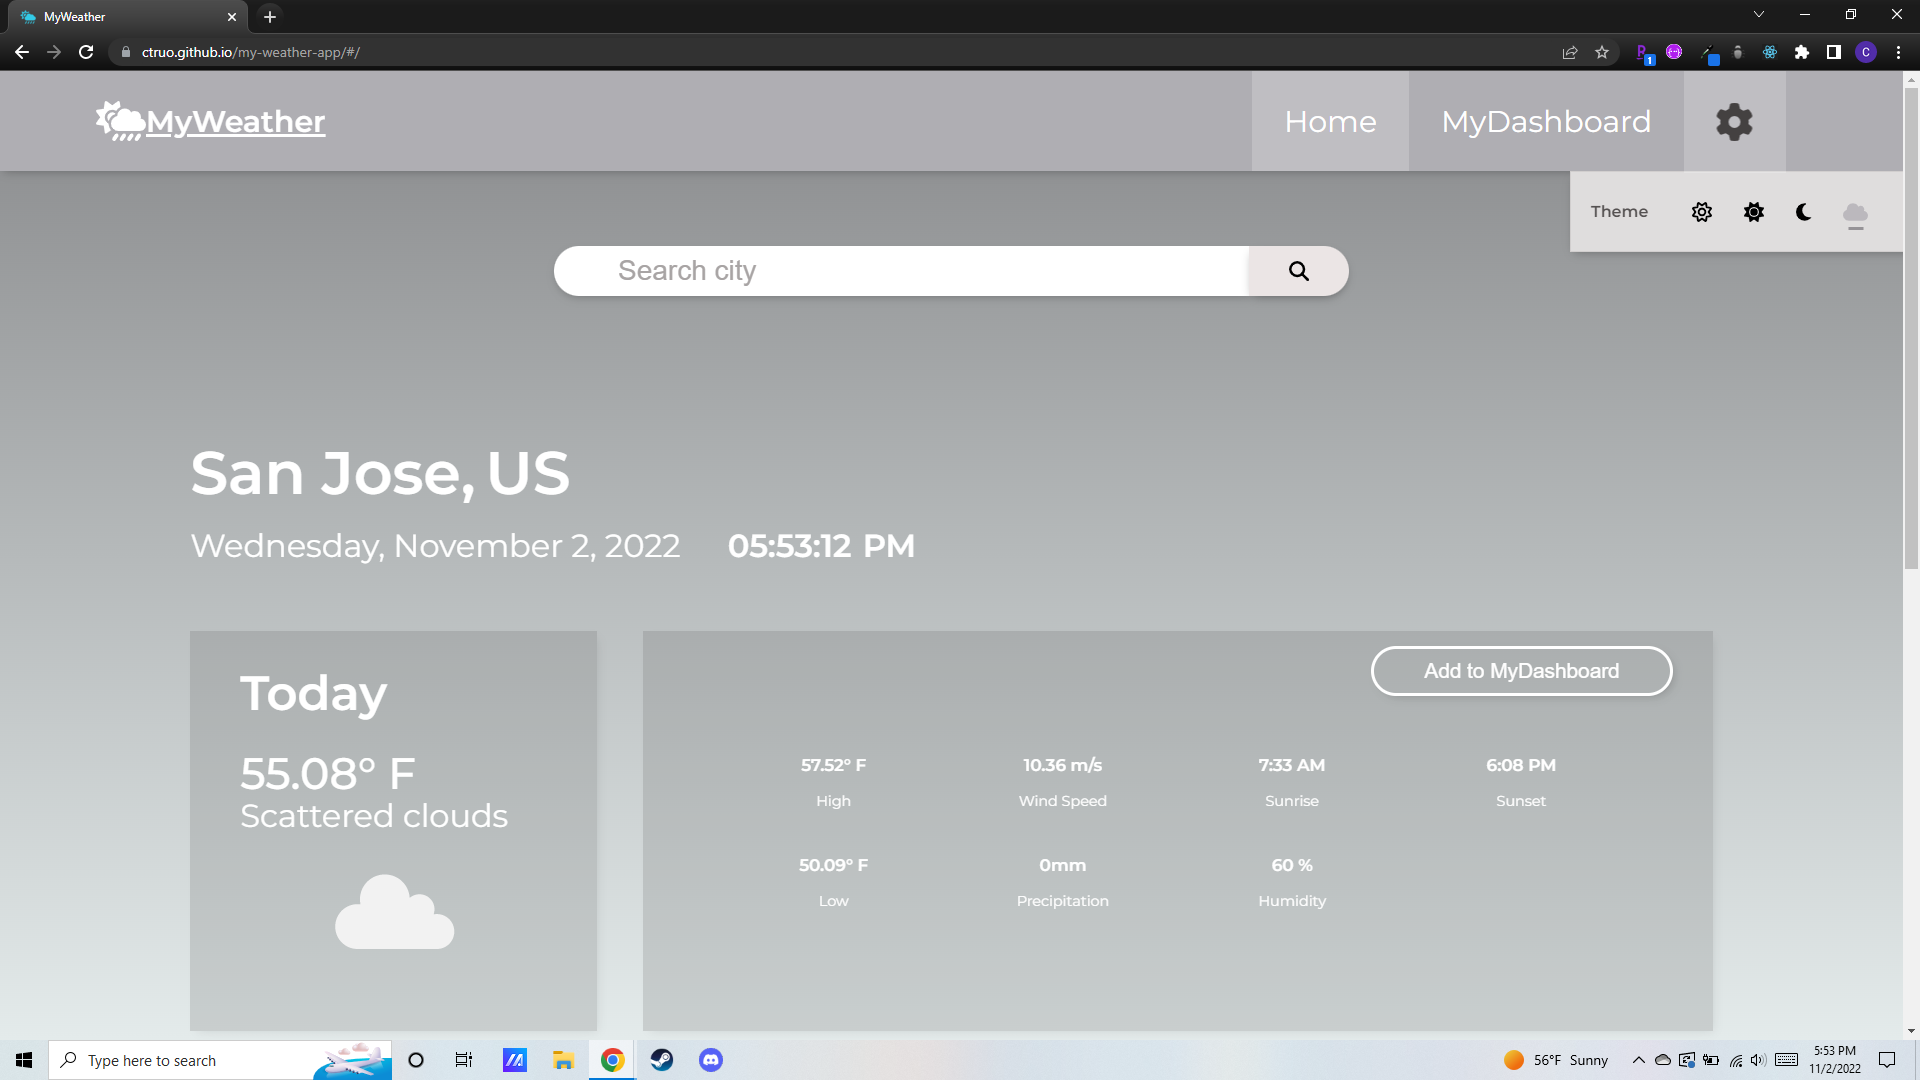 MyWeather
ctruo.github.io/my-weather-app/#/
1
C
MyWeather
Home
MyDashboard
Theme
Search city
San Jose, US
Wednesday, November 2, 2022
05:53:12 PM
Today
55.08° F
Scattered clouds
Add to MyDashboard
57.52° F
10.36 m/s
7:33 AM
6:08 PM
High
Wind Speed
Sunrise
Sunset
50.09° F
0mm
60 %
Low
Precipitation
Humidity
Type here to search
56°F Sunny
5:53 PM
11/2/2022